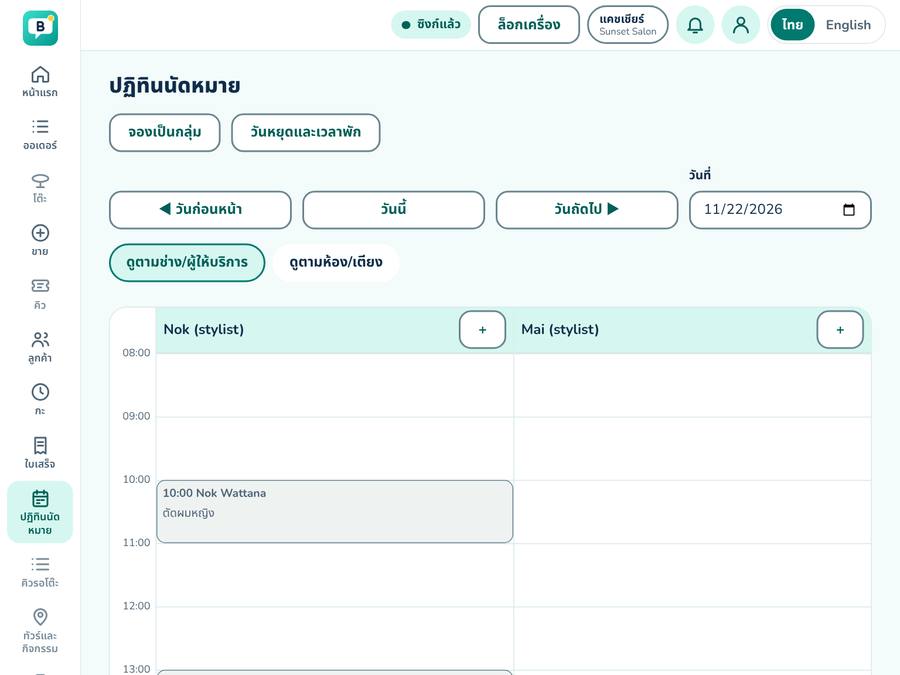 B
ซิงก์แล้ว
ล็อกเครื่อง
แคชเชียร์
Sunset Salon
ไทย
English
หน้าแรก
ออเดอร์
โต๊ะ
ขาย
คิว
ลูกค้า
กะ
ใบเสร็จ
ปฏิทินนัด
หมาย
คิวรอโต๊ะ
ทัวร์และ
กิจกรรม
ปฏิทินนัดหมาย
จองเป็นกลุ่ม
วันหยุดและเวลาพัก
วันที่
◀ วันก่อนหน้า
วันนี้
วันถัดไป ▶
11/22/2026
ดูตามช่าง/ผู้ให้บริการ
ดูตามห้อง/เตียง
Nok (stylist)
+
Mai (stylist)
+
08:00
09:00
10:00
10:00 Nok Wattana
ตัดผมหญิง
11:00
12:00
13:00